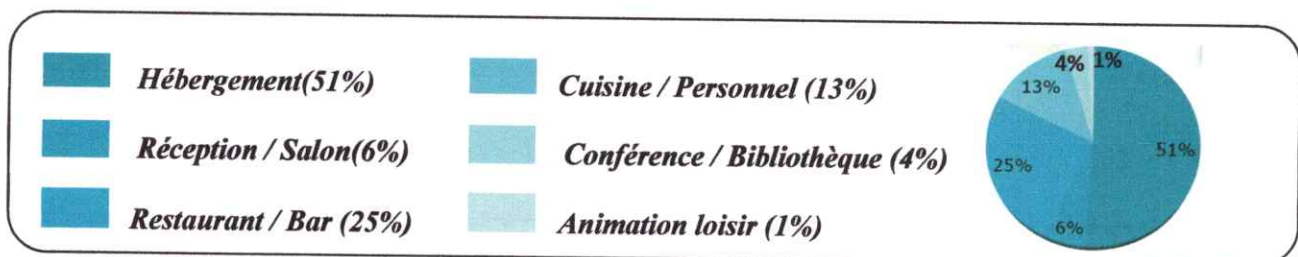 Hébergement(51%)
Réception / Salon(6%)
Restaurant / Bar (25%)
Cuisine / Personnel (13%)
Conférence / Bibliothèque (4%)
Animation loisir (1%)
4%
1%
13%
51%
25%
6%